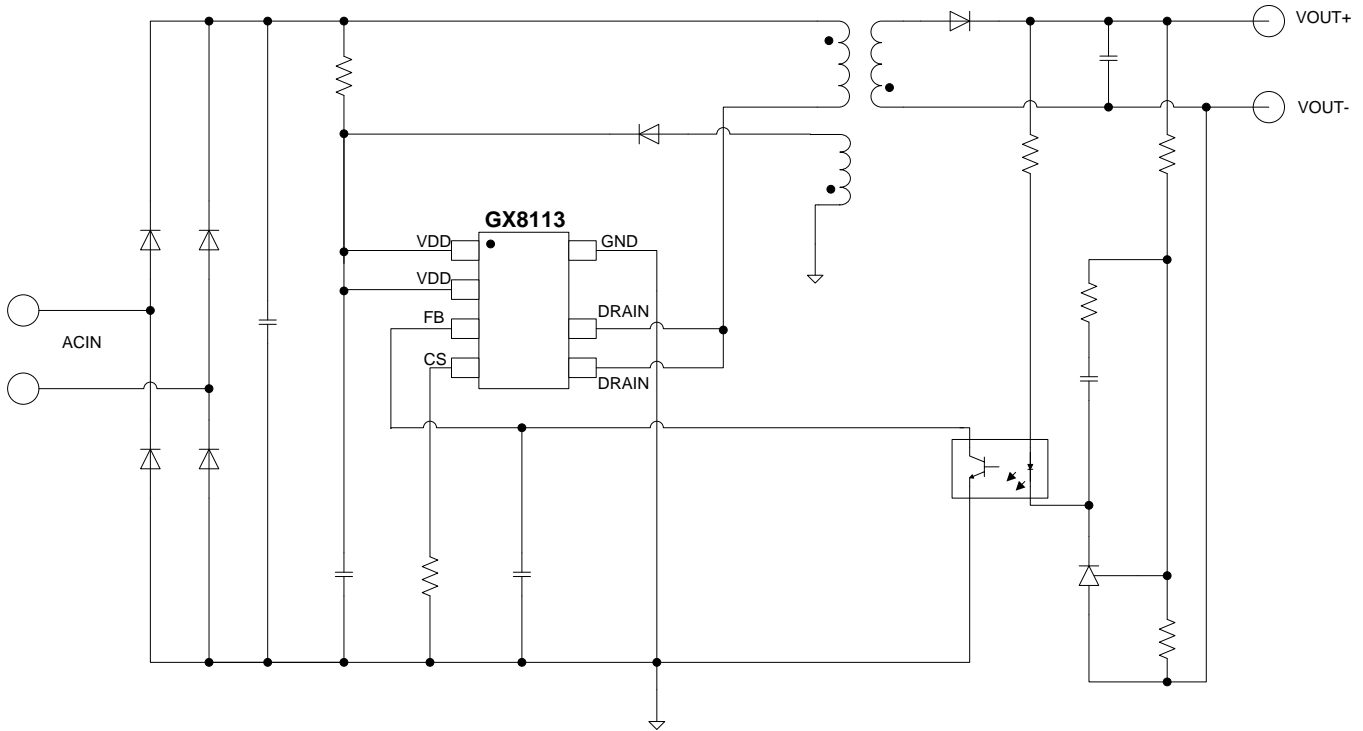 VOUT+
VOUT-
GX8113
VDD
GND
VDD
DRAIN
FB
CS
DRAIN
ACIN